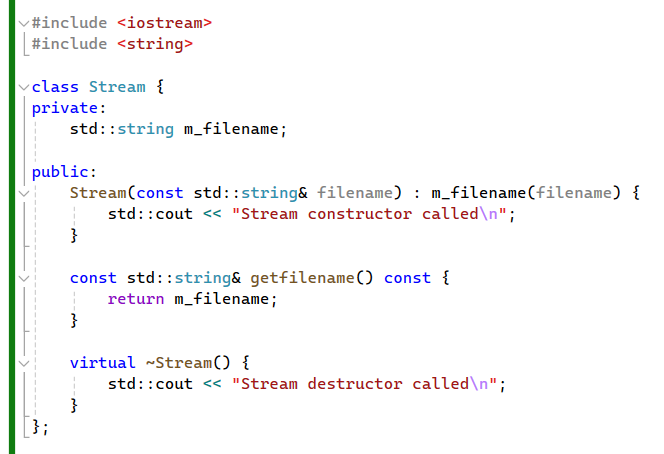 #include <iostream>
#include <string>

class Stream {
private:
    std::string m_filename;

public:
    Stream(const std::string& filename) : m_filename(filename) {
        std::cout << "Stream constructor called\n";
    }

    const std::string& getfilename() const {
        return m_filename;
    }

    virtual ~Stream() {
        std::cout << "Stream destructor called\n";
    }
};